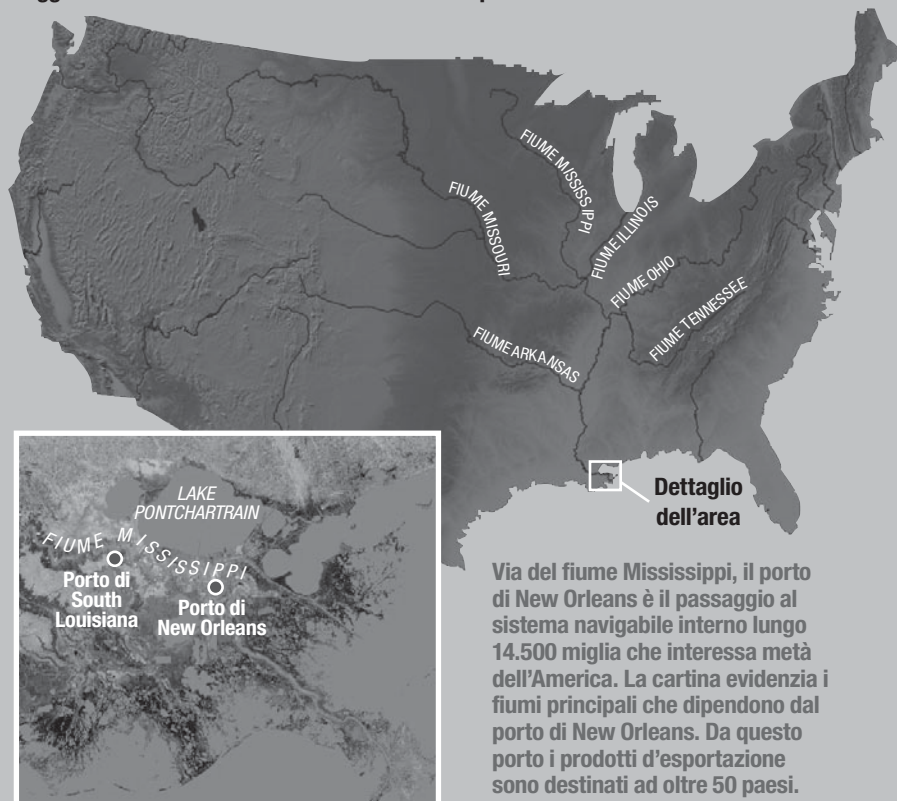 FIUME MISSISSIPPI
FIUME MISSOURI
FIUME ILLINOIS
FIUME OHIO
FIUME TENNESSEE
FIUME ARKANSAS
LAKE
PONTCHARTRAIN
FIUME MISSISSIPPI
Porto di
South
Louisiana
Porto di
New Orleans
Dettaglio
dell'area
Via del fiume Mississippi, il porto
di New Orleans è il passaggio al
sistema navigabile interno lungo
14.500 miglia che interessa metà
dell'America. La cartina evidenzia i
fiumi principali che dipendono dal
porto di New Orleans. Da questo
porto i prodotti d'esportazione
sono destinati ad oltre 50 paesi.